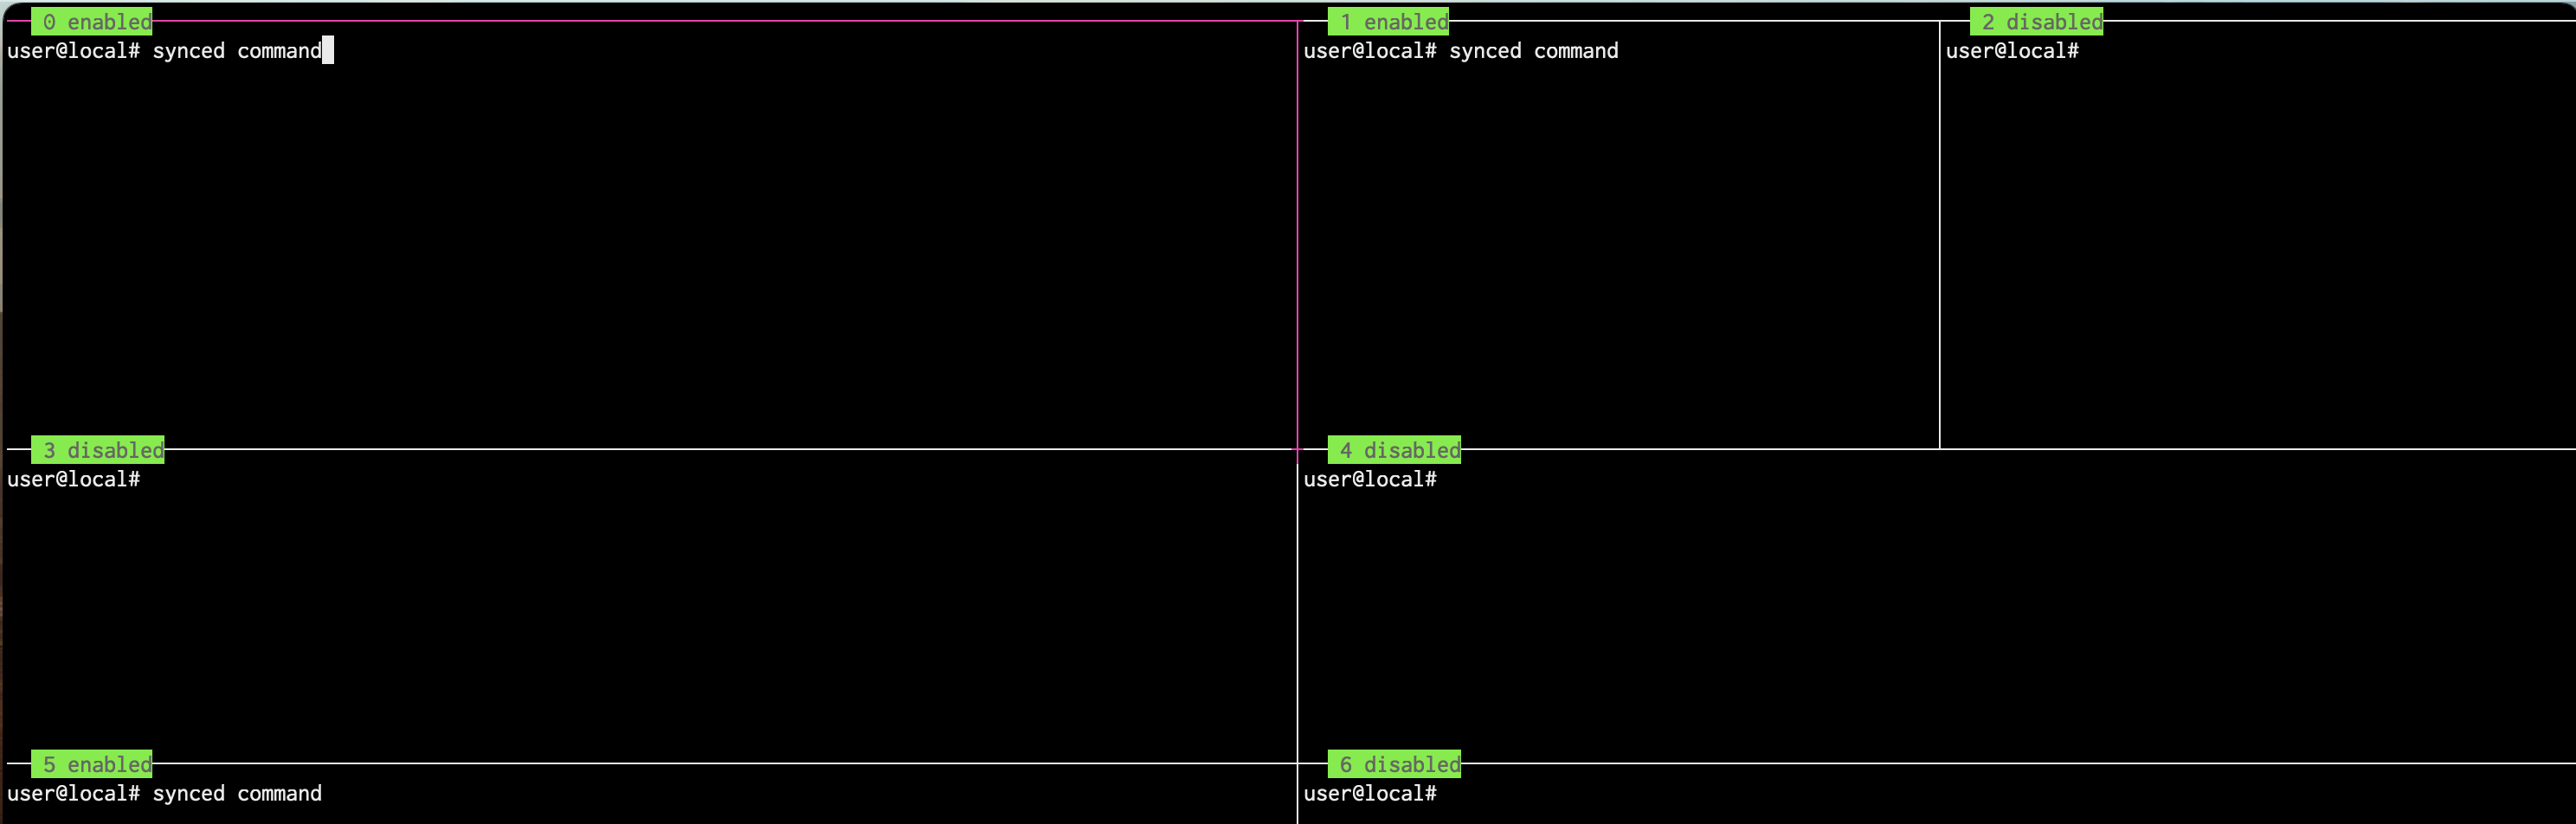 0 enabled
user@local# synced command
1 enabled
user@local# synced command
2 disabled
user@local#
3 disabled
user@local#
4 disabled
user@local#
5 enabled
user@local# synced command
6 disabled
user@local#